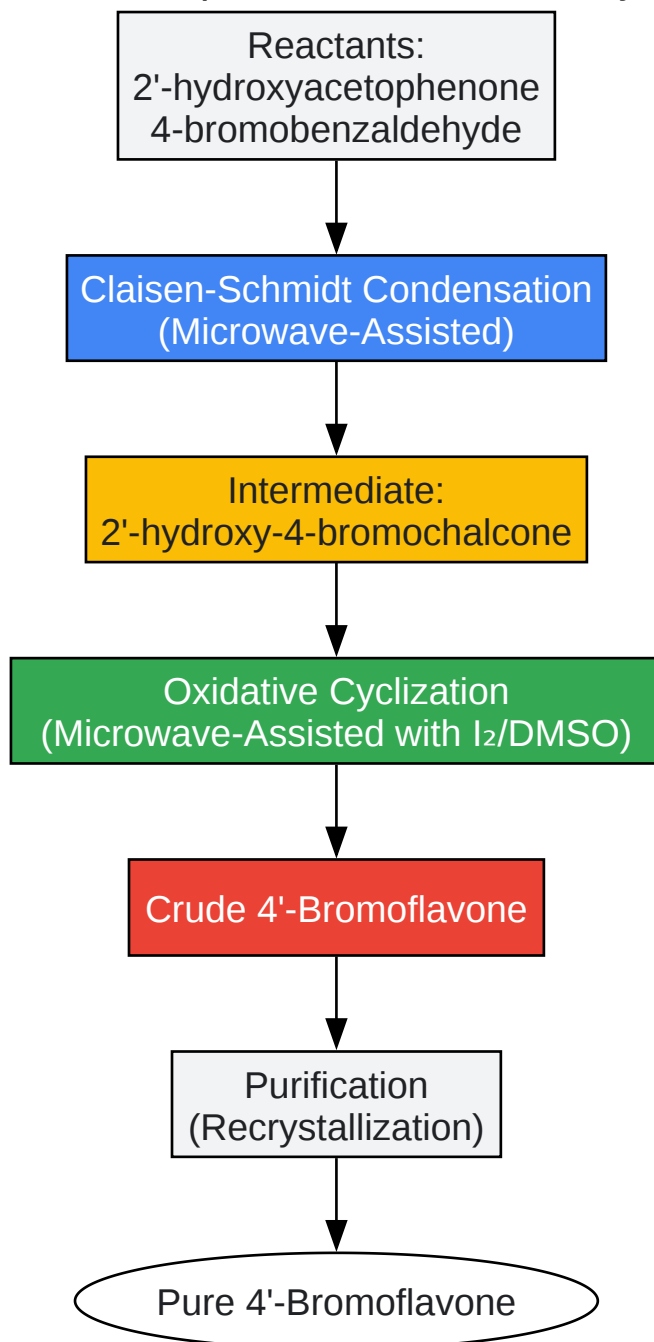 Reactants:
2'-hydroxyacetophenone
4-bromobenzaldehyde
Claisen-Schmidt Condensation
(Microwave-Assisted)
Intermediate:
2'-hydroxy-4-bromochalcone
Oxidative Cyclization
(Microwave-Assisted with I₂/DMSO)
Crude 4'-Bromoflavone
Purification
(Recrystallization)
Pure 4'-Bromoflavone